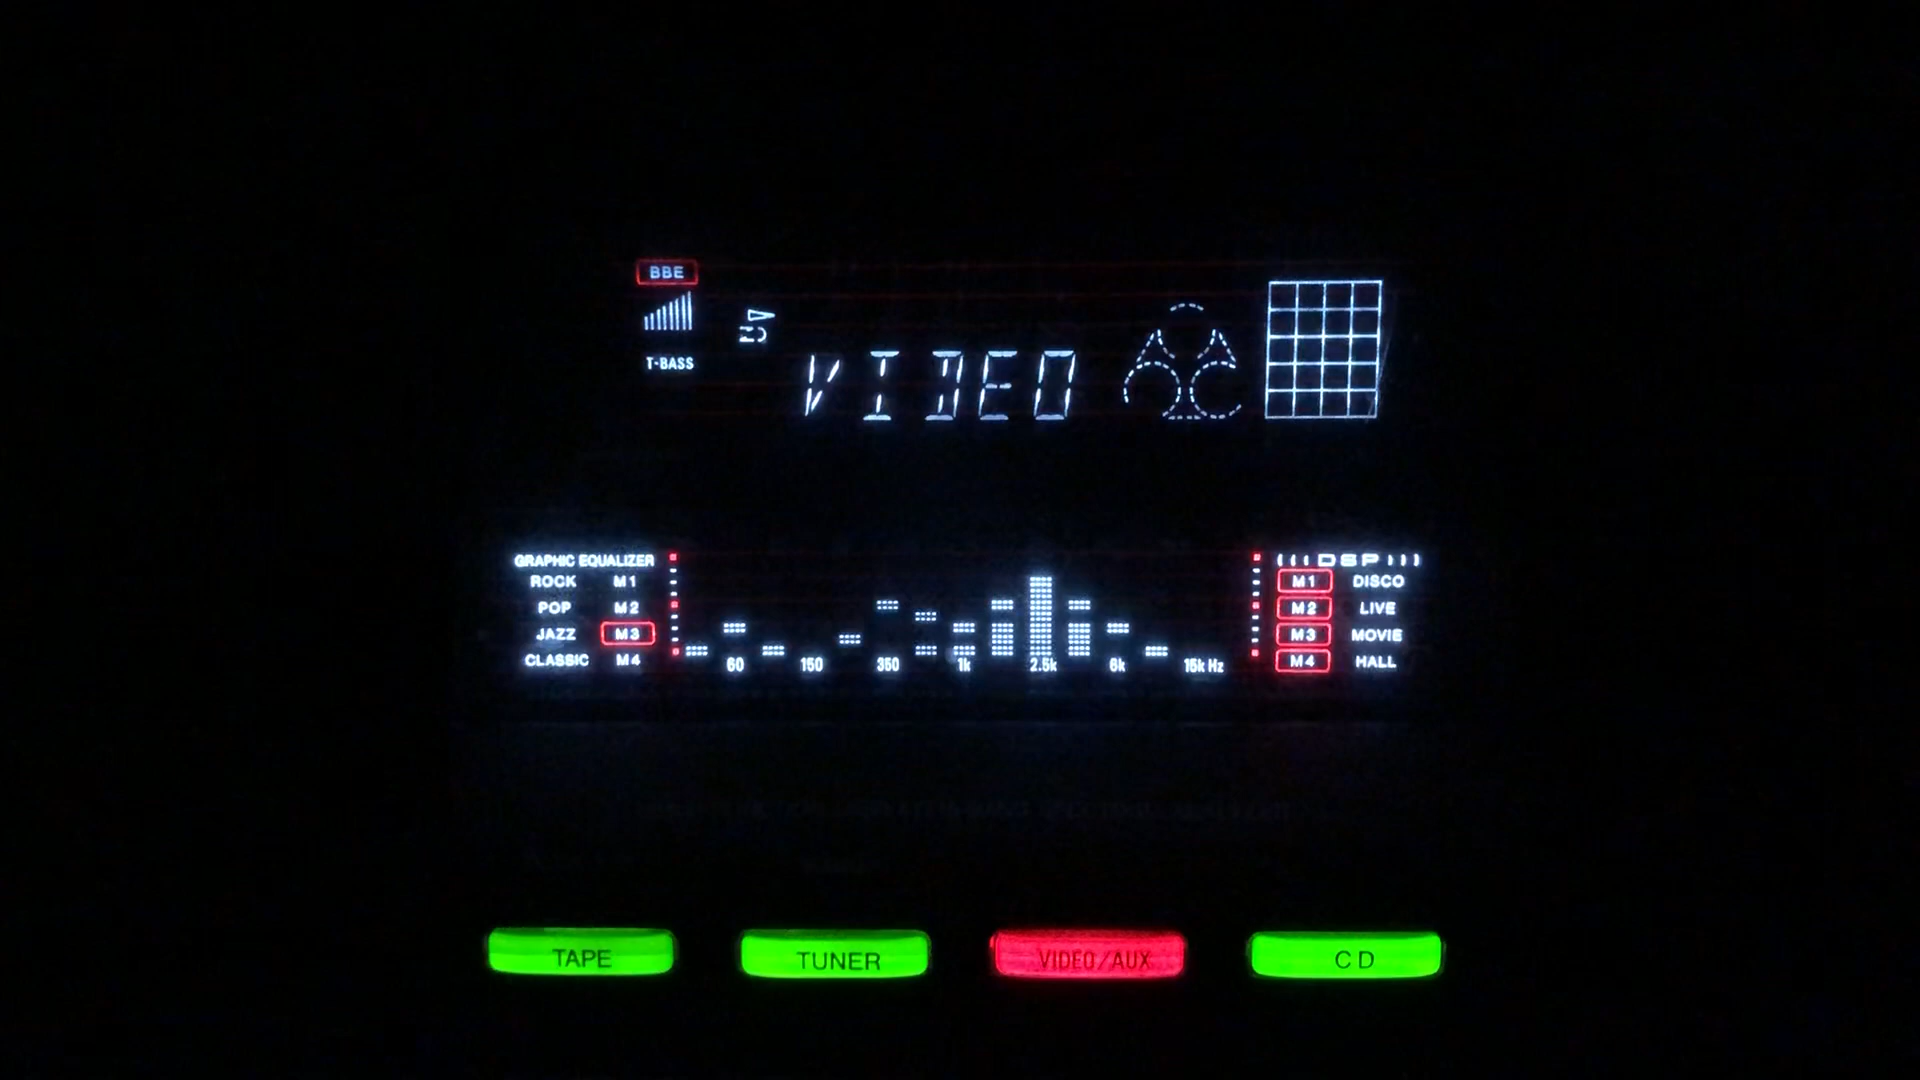 BBE
T-BASS
VIDEO
GRAPHIC EQUALIZER
ROCK M1
POP M2
JAZZ M3
CLASSIC M4
60 150 350 1k 2.5k 6k 15k Hz
DSP
M1 DISCO
M2 LIVE
M3 MOVIE
M4 HALL
TAPE TUNER VIDEO/AUX CD